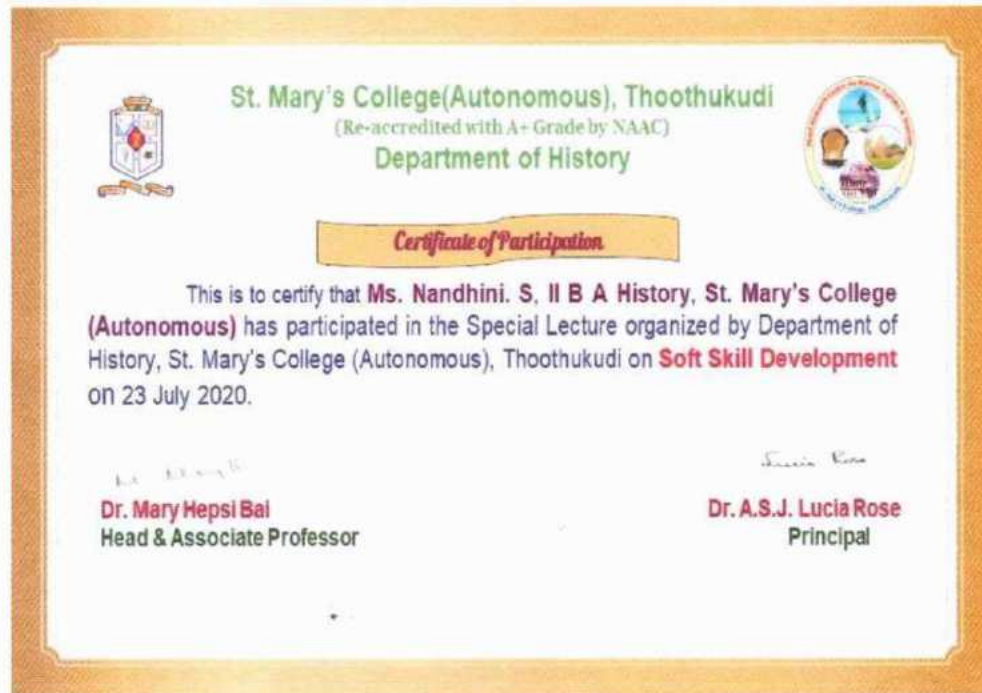 St. Mary's College(Autonomous), Thoothukudi
(Re-accredited with A+ Grade by NAAC)
Department of History
Certificate of Participation
This is to certify that Ms. Nandhini. S, II B A History, St. Mary's College
(Autonomous) has participated in the Special Lecture organized by Department of
History, St. Mary's College (Autonomous), Thoothukudi on Soft Skill Development
on 23 July 2020.
Lucia Rose
Dr. Mary Hepsi Bai
Head & Associate Professor
Dr. A.S.J. Lucia Rose
Principal